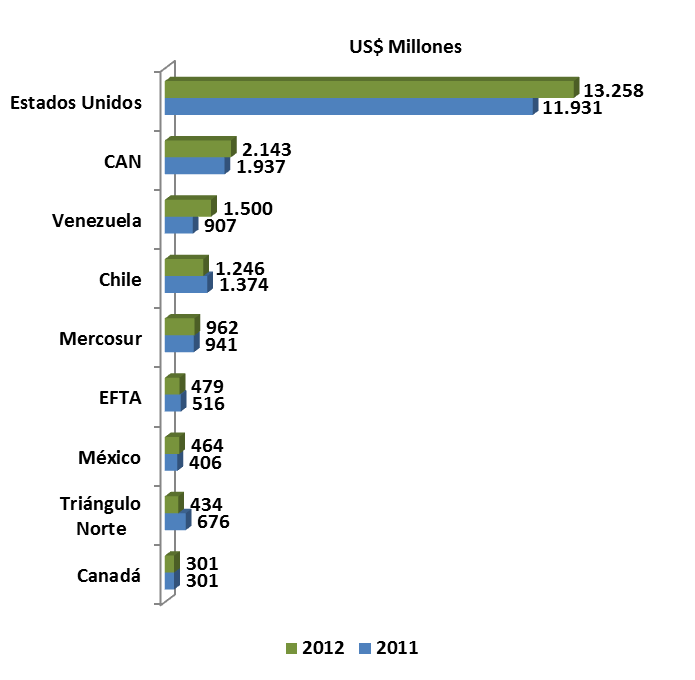 US$ Millones
Estados Unidos
13.258
11.931
CAN
2.143
1.937
Venezuela
1.500
907
Chile
1.246
1.374
Mercosur
962
941
EFTA
479
516
México
464
406
Triángulo
Norte
434
676
Canadá
301
301
2012 2011